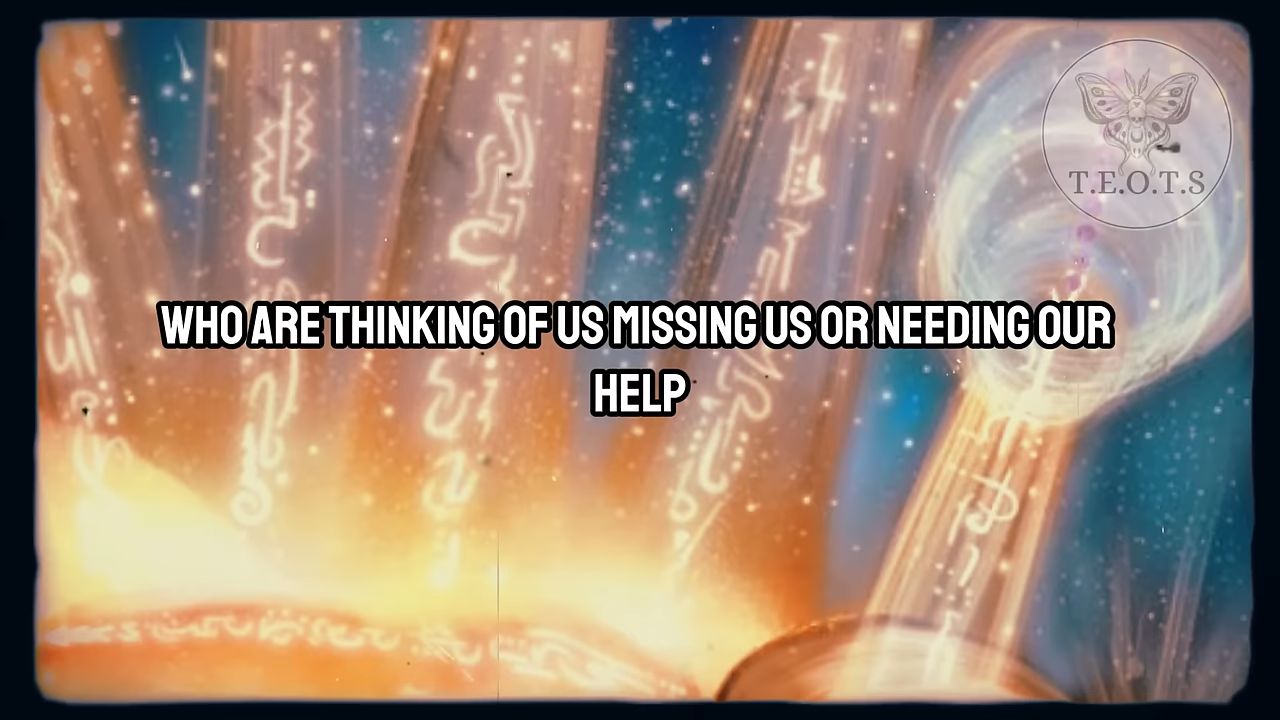 T.E.O.T.S
WHO ARE THINKING OF US MISSING US OR NEEDING OUR
HELP